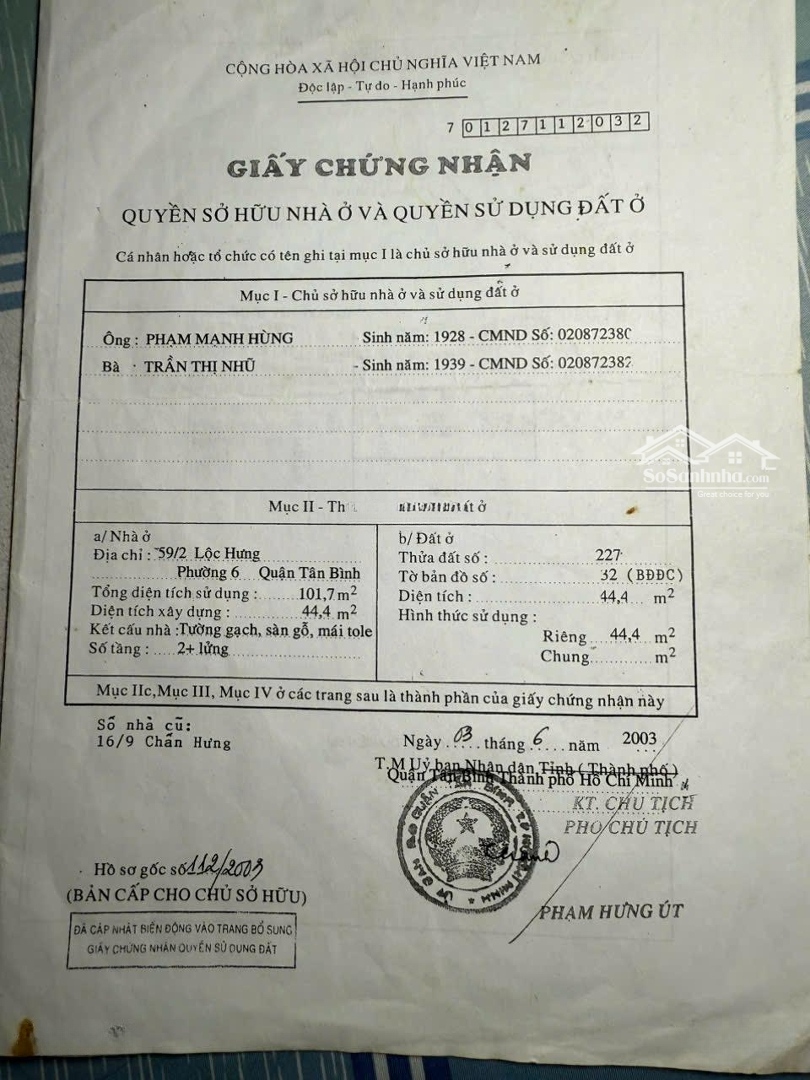 CỘNG HÒA XÃ HỘI CHỦ NGHĨA VIỆT NAM
Độc lập - Tự do - Hạnh phúc
7 0 1 2 7 1 1 2 0 3 2
GIẤY CHỨNG NHẬN
QUYỀN SỞ HỮU NHÀ Ở VÀ QUYỀN SỬ DỤNG ĐẤT Ở
Cá nhân hoặc tổ chức có tên ghi tại mục I là chủ sở hữu nhà ở và sử dụng đất ở
Mục I - Chủ sở hữu nhà ở và sử dụng đất ở
Ông : PHẠM MẠNH HÙNG Sinh năm: 1928 - CMND Số: 020872380
Bà TRẦN THỊ NHŨ - Sinh năm: 1939 - CMND Số: 020872382
SoSanhnha.com
Great choice for you
Mục II - Th ất ở
a/ Nhà ở
Địa chỉ : 59/2 Lộc Hưng
Phường 6 Quận Tân Bình
Tổng diện tích sử dụng : 101,7 m2
Diện tích xây dựng : 44,4 m2
Kết cấu nhà : Tường gạch, sàn gỗ, mái tole
Số tầng : 2+ lửng
b/ Đất ở
Thửa đất số : 227
Tờ bản đồ số : 32 (BĐĐC)
Diện tích : 44,4 m2
Hình thức sử dụng :
Riêng 44,4 m2
Chung m2
Mục IIc,Mục III, Mục IV ở các trang sau là thành phần của giấy chứng nhận này
Số nhà cũ:
16/9 Chấn Hưng
Ngày 03 tháng 6 năm 2003
T.M Uỷ ban Nhân dân Tỉnh ( Thành phố )
Quận Tân Bình Thành phố Hồ Chí Minh
KT. CHỦ TỊCH
PHÓ CHỦ TỊCH
PHẠM HƯNG ÚT
Hồ sơ gốc số 112/2003
(BẢN CẤP CHO CHỦ SỞ HỮU)
ĐÃ CẬP NHẬT BIẾN ĐỘNG VÀO TRANG BỔ SUNG
GIẤY CHỨNG NHẬN QUYỀN SỬ DỤNG ĐẤT